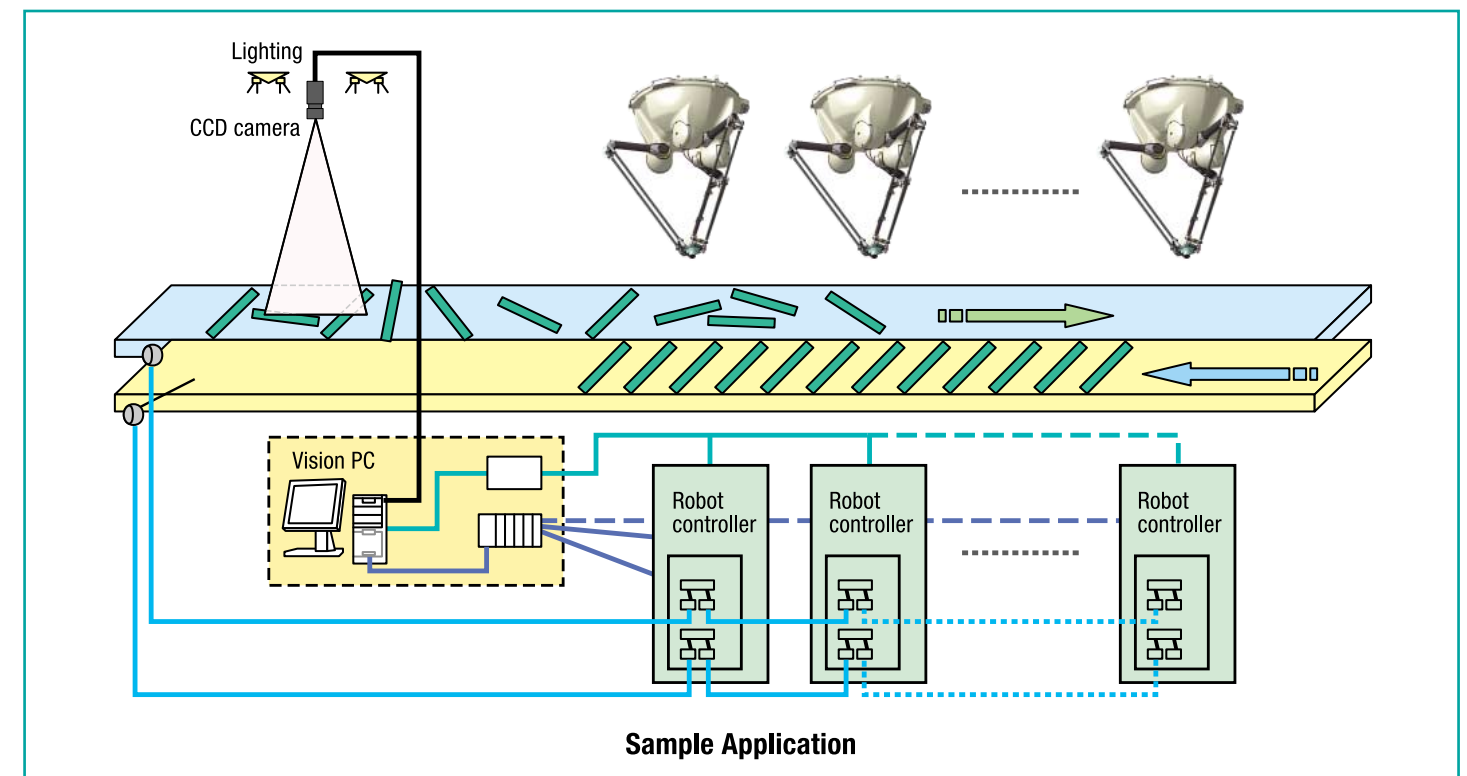 Lighting
CCD camera
Vision PC
Robot
controller
Robot
controller
Robot
controller
Sample Application